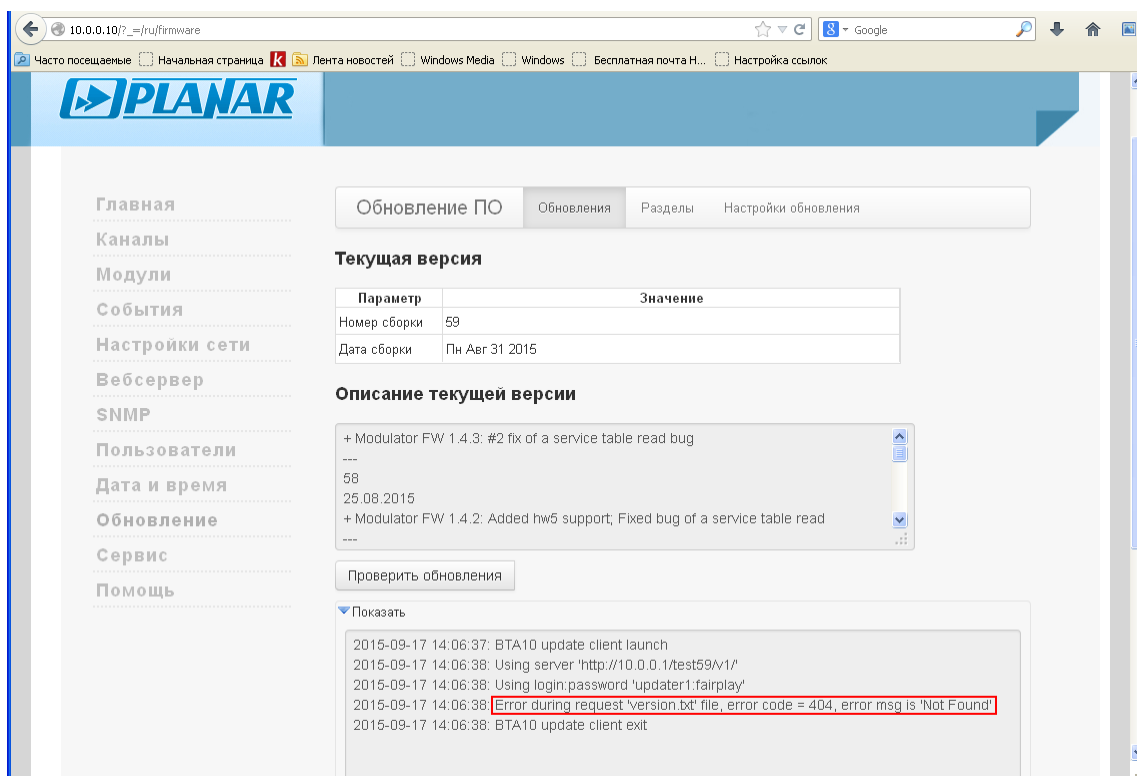 10.0.0.10/?_=/ru/firmware
Google
Часто посещаемые Начальная страница Лента новостей Windows Media Windows Бесплатная почта Н... Настройка ссылок
PLANAR
Главная
Каналы
Модули
События
Настройки сети
Вебсервер
SNMP
Пользователи
Дата и время
Обновление
Сервис
Помощь
Обновление ПО Обновления Разделы Настройки обновления
Текущая версия
Параметр Значение
Номер сборки 59
Дата сборки Пн Авг 31 2015
Описание текущей версии
+ Modulator FW 1.4.3: #2 fix of a service table read bug
---
58
25.08.2015
+ Modulator FW 1.4.2: Added hw5 support; Fixed bug of a service table read
---
Проверить обновления
Показать
2015-09-17 14:06:37: BTA10 update client launch
2015-09-17 14:06:38: Using server 'http://10.0.0.1/test59/v1/'
2015-09-17 14:06:38: Using login:password 'updater1:fairplay'
2015-09-17 14:06:38: Error during request 'version.txt' file, error code = 404, error msg is 'Not Found'
2015-09-17 14:06:38: BTA10 update client exit